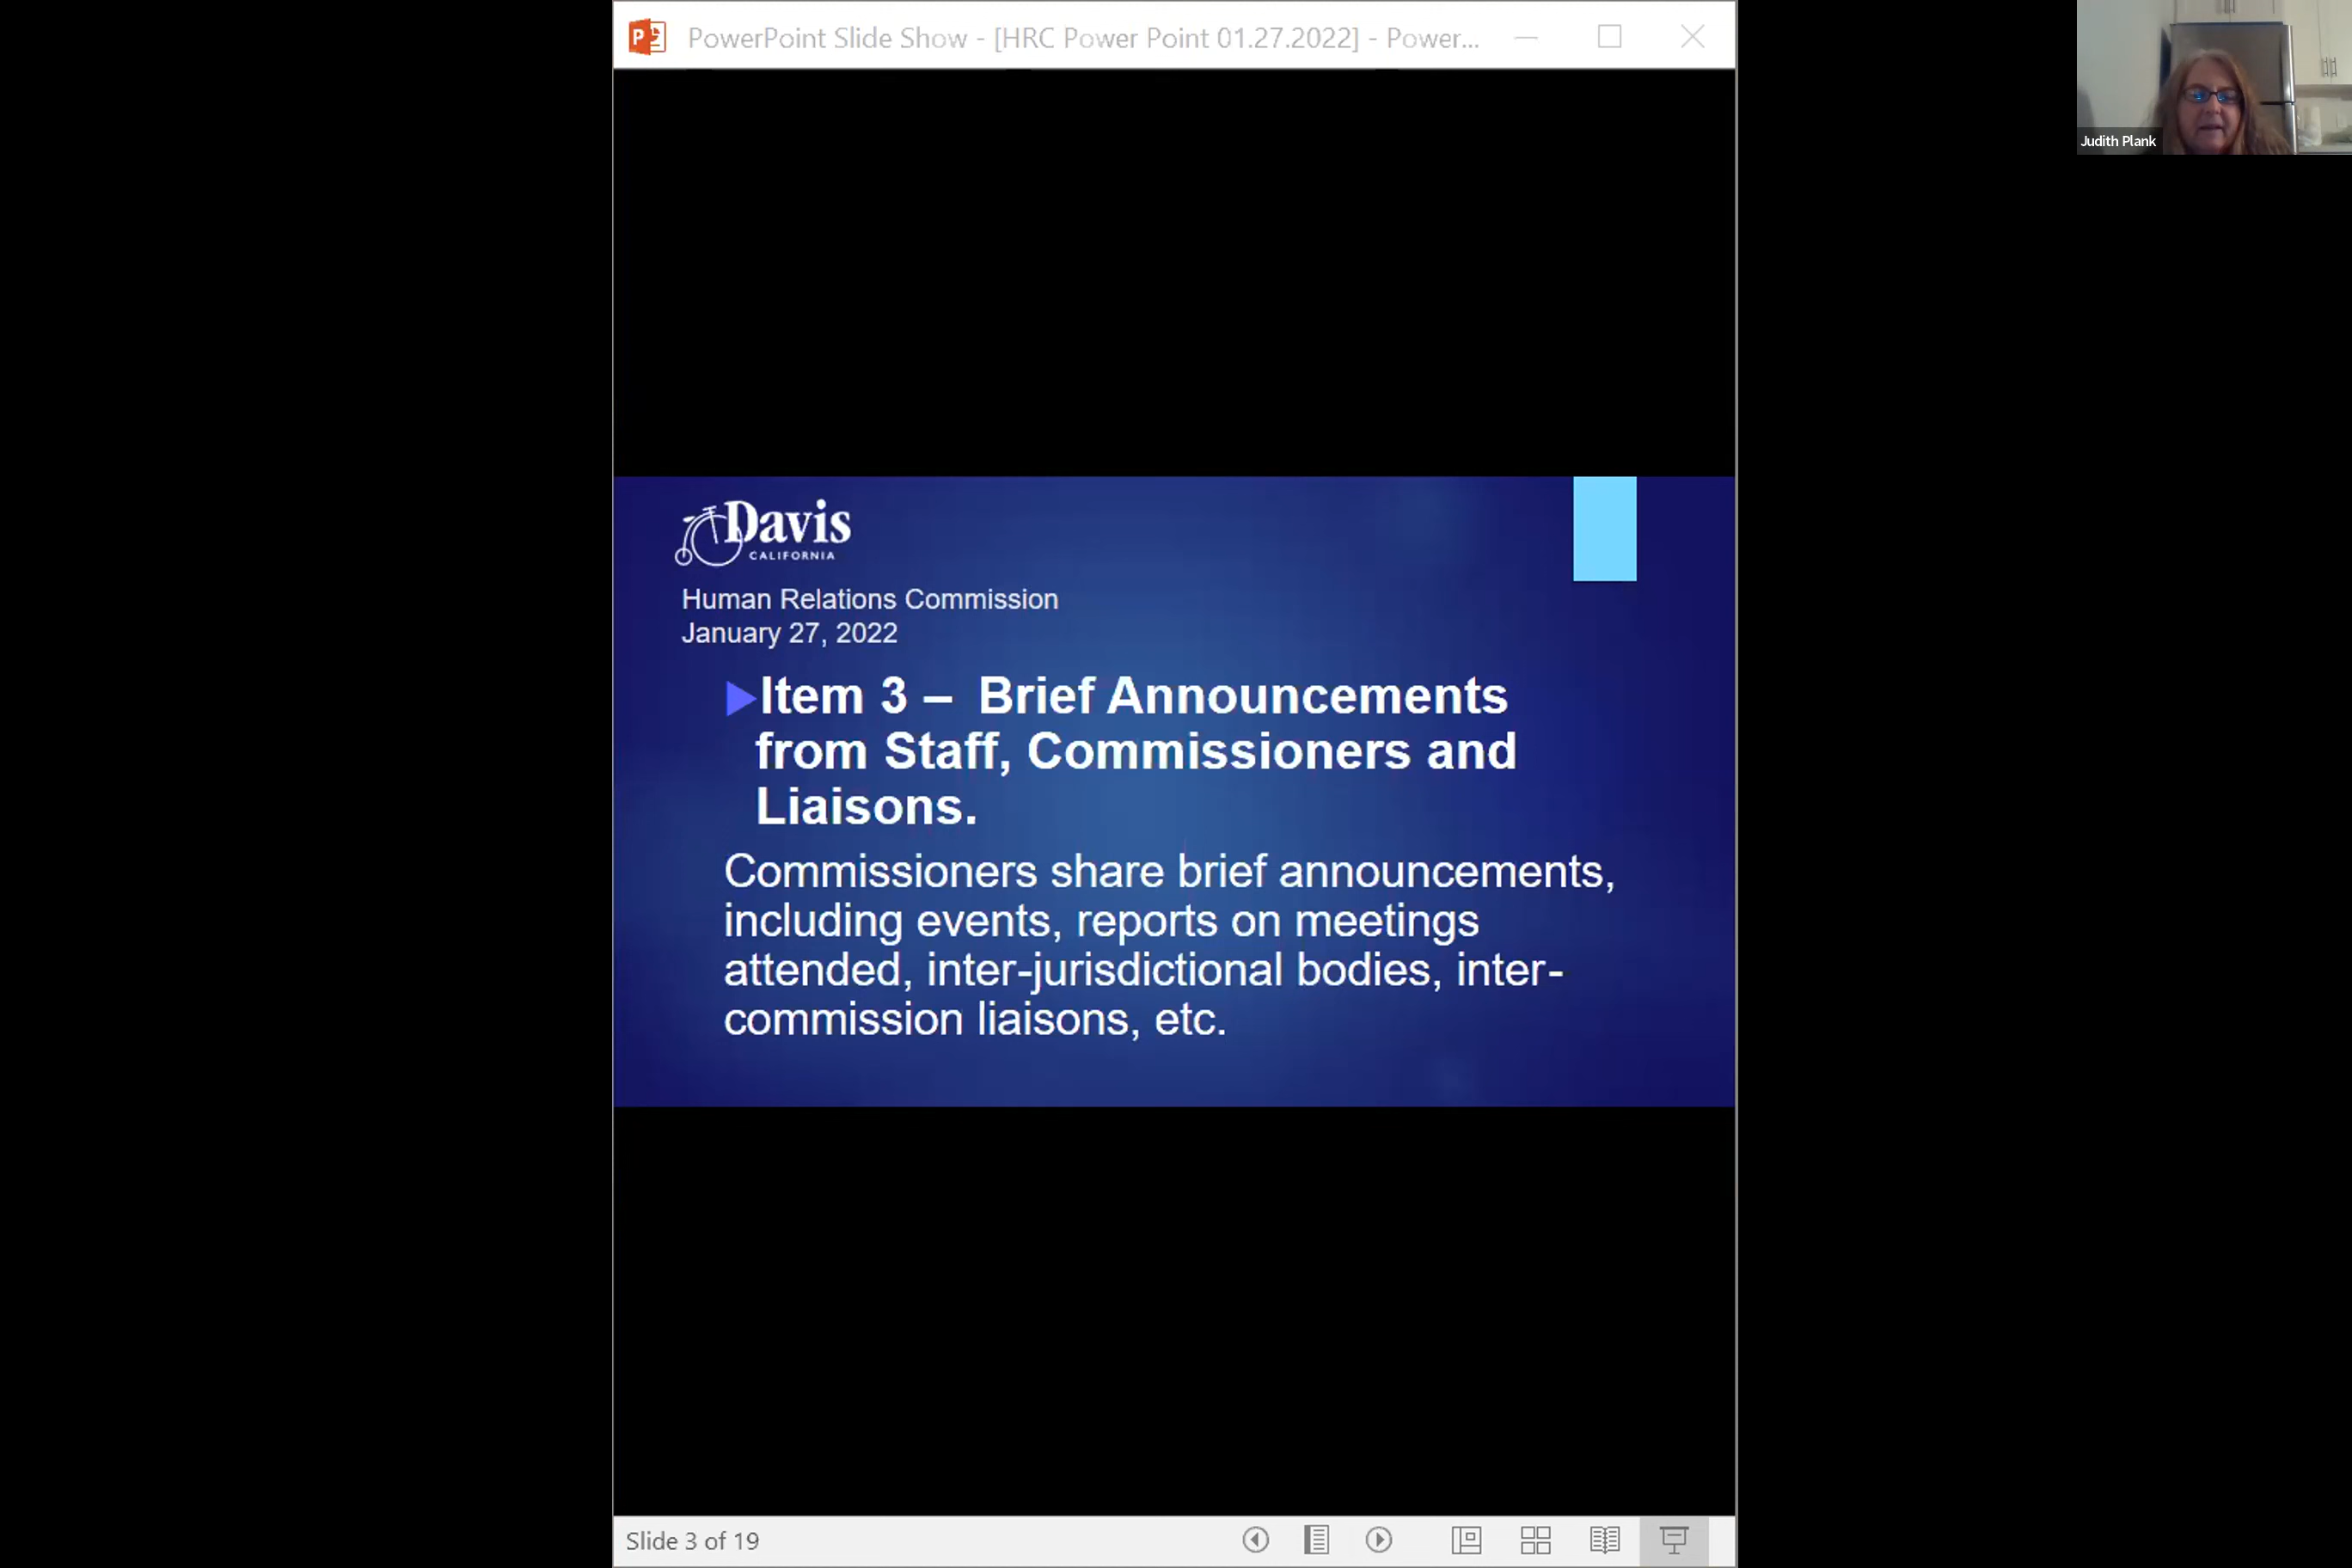 PowerPoint Slide Show - [HRC Power Point 01.27.2022] - Power...
Judith Plank
Davis
CALIFORNIA
Human Relations Commission
January 27, 2022
Item 3 – Brief Announcements
from Staff, Commissioners and
Liaisons.
Commissioners share brief announcements,
including events, reports on meetings
attended, inter-jurisdictional bodies, inter-
commission liaisons, etc.
Slide 3 of 19